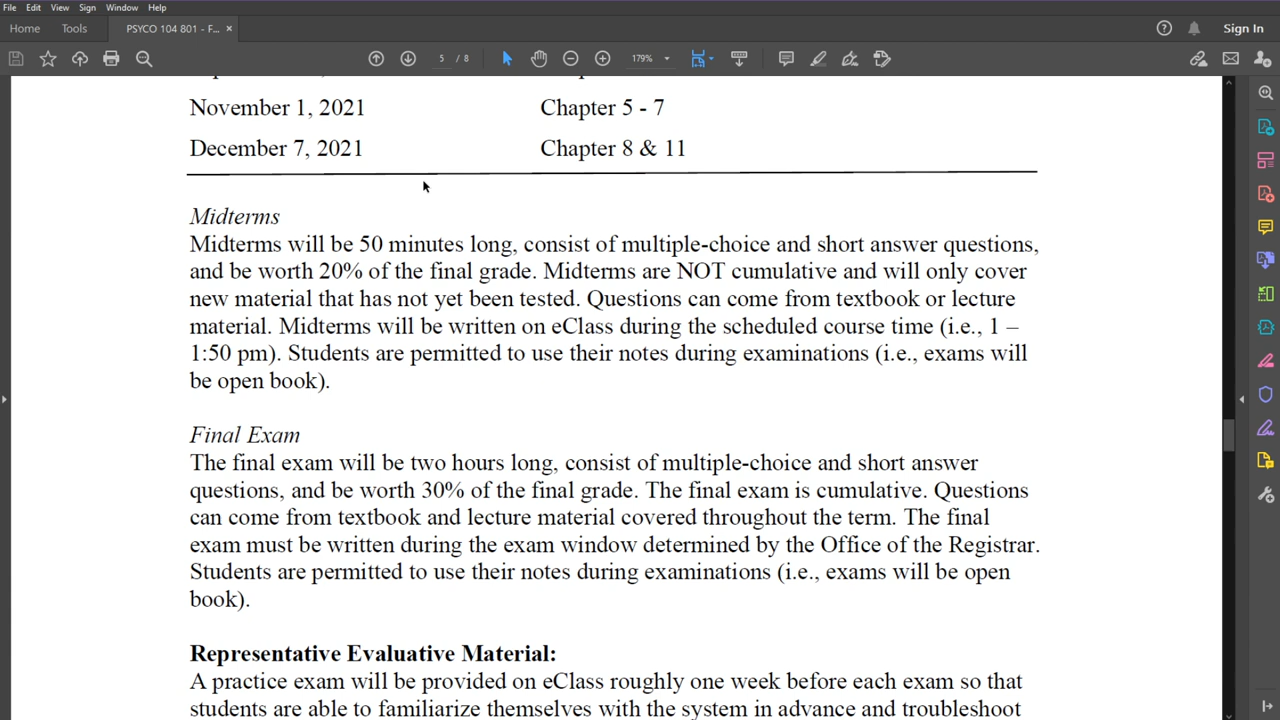 File Edit View Sign Window Help
Home Tools PSYCO 104 801 - F... × Sign In
5 / 8 179%
November 1, 2021 Chapter 5 - 7
December 7, 2021 Chapter 8 & 11
Midterms
Midterms will be 50 minutes long, consist of multiple-choice and short answer questions,
and be worth 20% of the final grade. Midterms are NOT cumulative and will only cover
new material that has not yet been tested. Questions can come from textbook or lecture
material. Midterms will be written on eClass during the scheduled course time (i.e., 1 –
1:50 pm). Students are permitted to use their notes during examinations (i.e., exams will
be open book).
Final Exam
The final exam will be two hours long, consist of multiple-choice and short answer
questions, and be worth 30% of the final grade. The final exam is cumulative. Questions
can come from textbook and lecture material covered throughout the term. The final
exam must be written during the exam window determined by the Office of the Registrar.
Students are permitted to use their notes during examinations (i.e., exams will be open
book).
Representative Evaluative Material:
A practice exam will be provided on eClass roughly one week before each exam so that
students are able to familiarize themselves with the system in advance and troubleshoot